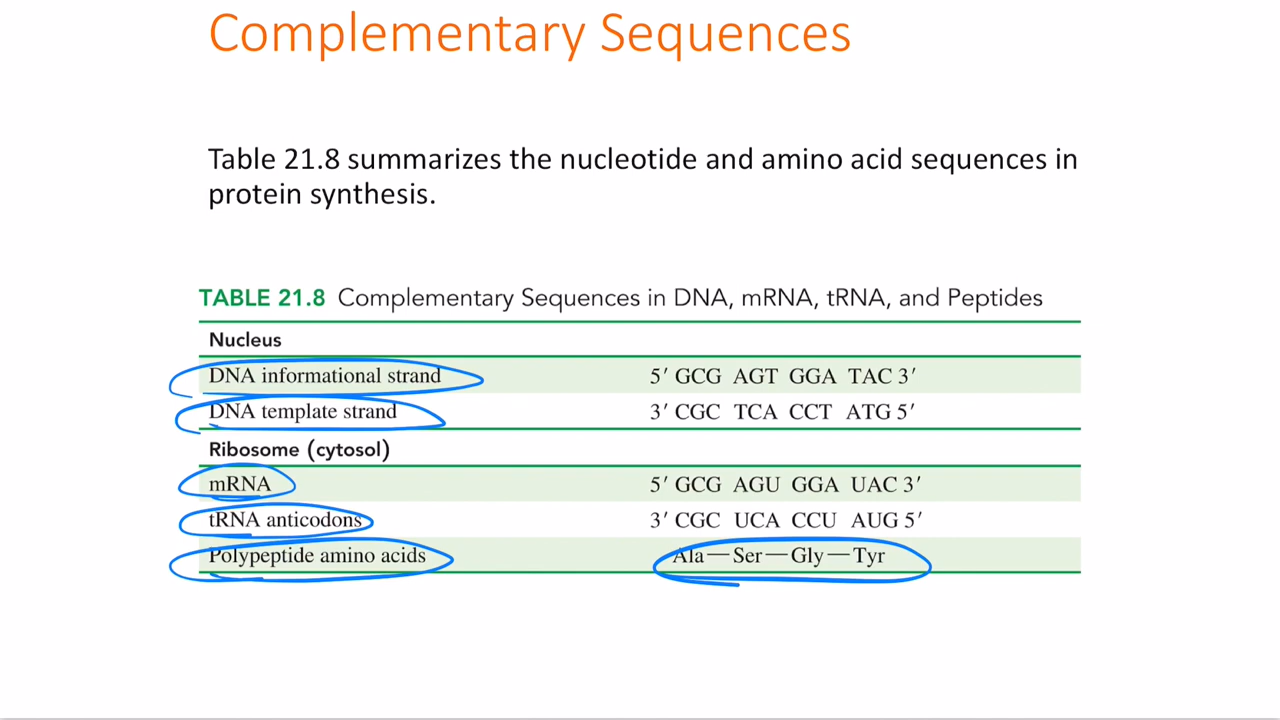 Complementary Sequences
Table 21.8 summarizes the nucleotide and amino acid sequences in
protein synthesis.
TABLE 21.8 Complementary Sequences in DNA, mRNA, tRNA, and Peptides
Nucleus
DNA informational strand 5′ GCG AGT GGA TAC 3′
DNA template strand 3′ CGC TCA CCT ATG 5′
Ribosome (cytosol)
mRNA 5′ GCG AGU GGA UAC 3′
tRNA anticodons 3′ CGC UCA CCU AUG 5′
Polypeptide amino acids Ala—Ser—Gly—Tyr